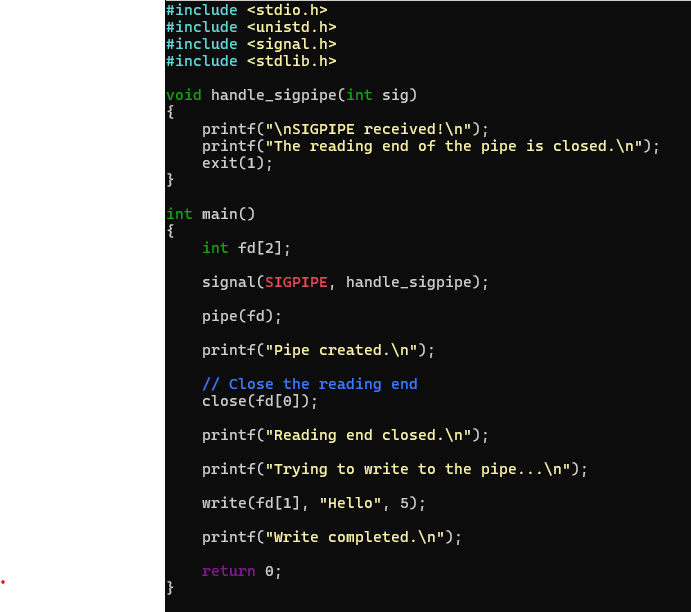 #include <stdio.h>
#include <unistd.h>
#include <signal.h>
#include <stdlib.h>

void handle_sigpipe(int sig)
{
    printf("\nSIGPIPE received!\n");
    printf("The reading end of the pipe is closed.\n");
    exit(1);
}

int main()
{
    int fd[2];

    signal(SIGPIPE, handle_sigpipe);

    pipe(fd);

    printf("Pipe created.\n");

    // Close the reading end
    close(fd[0]);

    printf("Reading end closed.\n");

    printf("Trying to write to the pipe...\n");

    write(fd[1], "Hello", 5);

    printf("Write completed.\n");

    return 0;
}